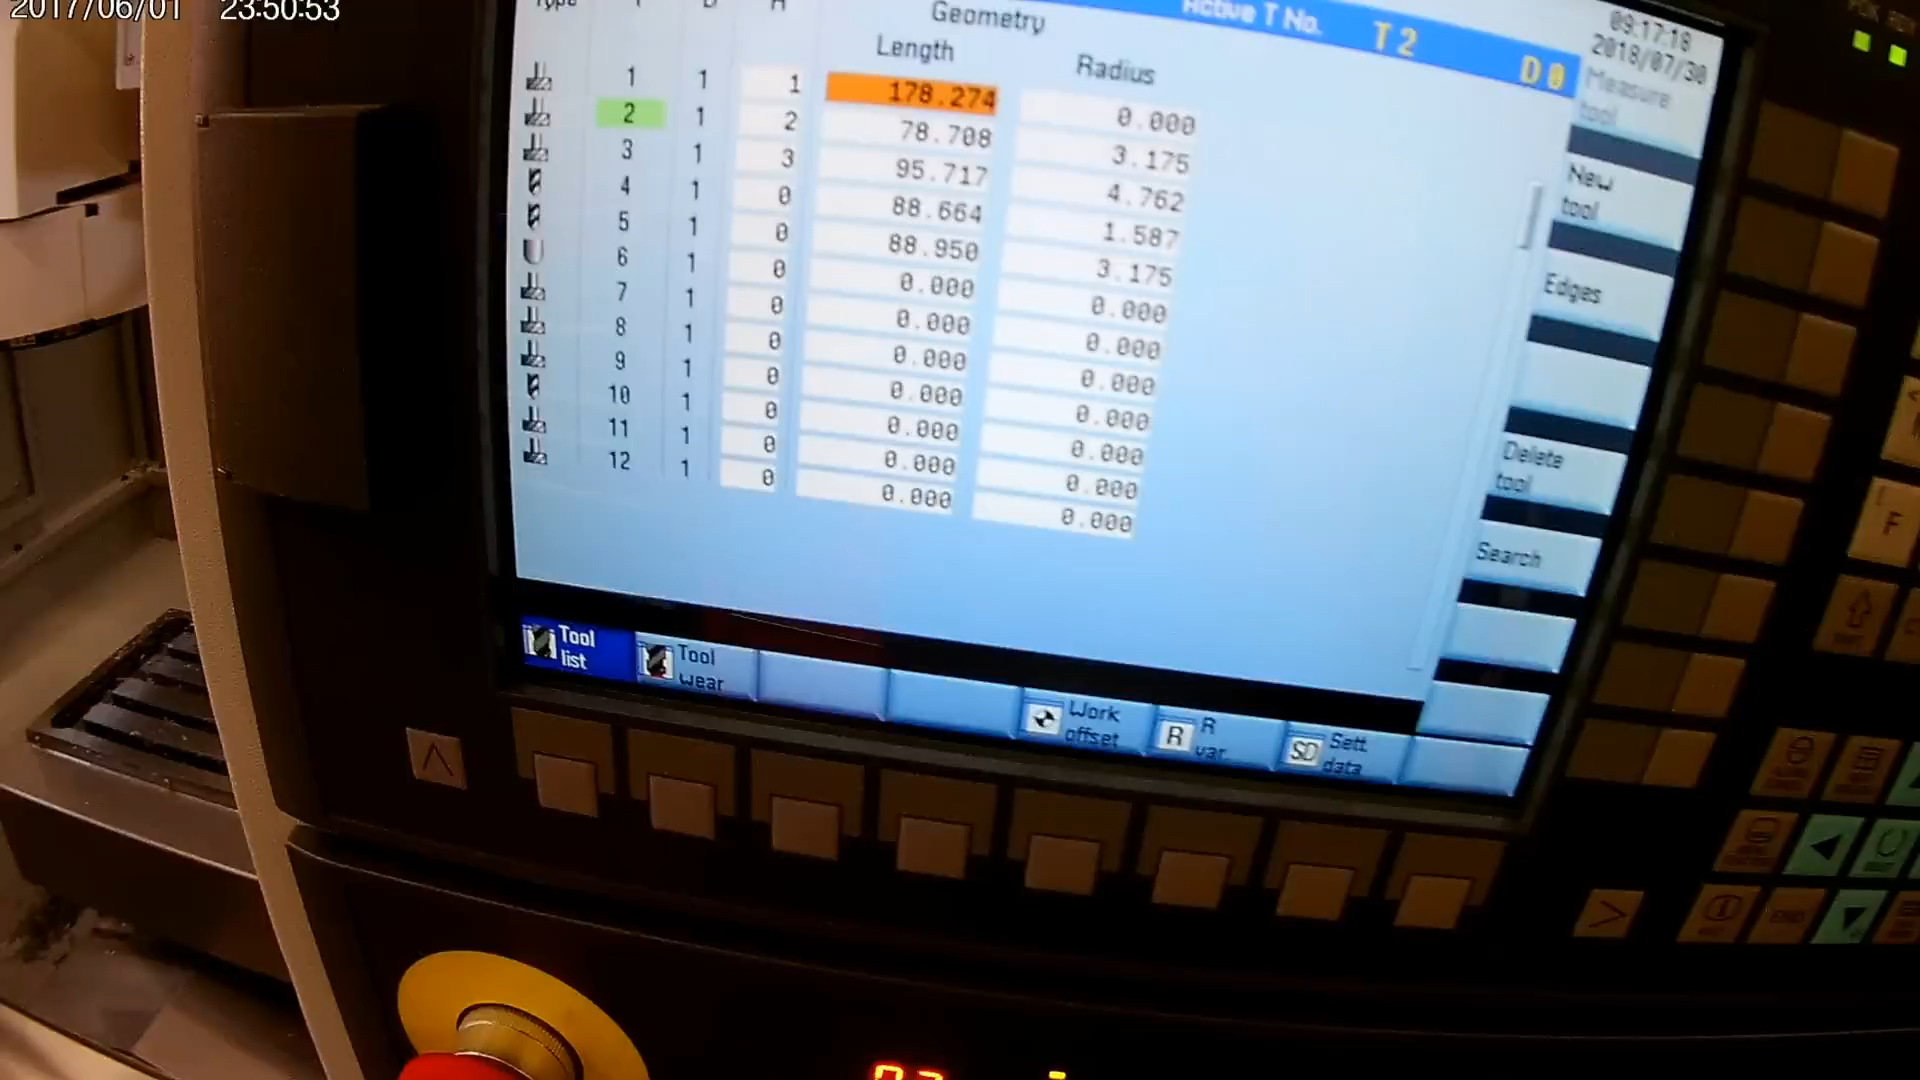 2017/06/01 23:50:53
Type T D H
Geometry
Length Radius
Active T No. T 2 D 0
09:17:18
2018/07/30
1 1 1 178.274 0.000
2 1 2 78.708 3.175
3 1 3 95.717 4.762
4 1 0 88.664 1.587
5 1 0 88.950 3.175
6 1 0 0.000 0.000
7 1 0 0.000 0.000
8 1 0 0.000 0.000
9 1 0 0.000 0.000
10 1 0 0.000 0.000
11 1 0 0.000 0.000
12 1 0 0.000 0.000
Measure
tool
New
tool
Edges
Delete
tool
Search
Tool
list
Tool
wear
Work
offset
R
R
var.
SD
Sett.
data
F
END